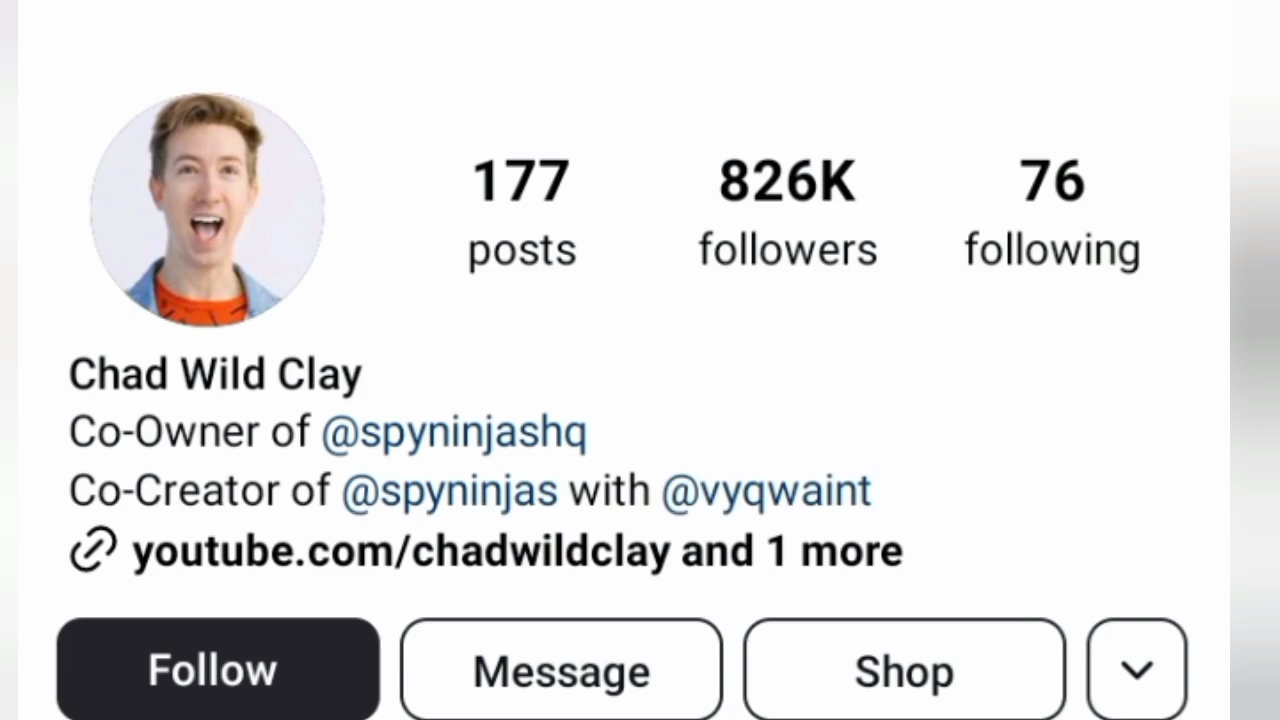 177 826K 76
posts followers following
Chad Wild Clay
Co-Owner of @spyninjashq
Co-Creator of @spyninjas with @vyqwaint
youtube.com/chadwildclay and 1 more
Follow Message Shop